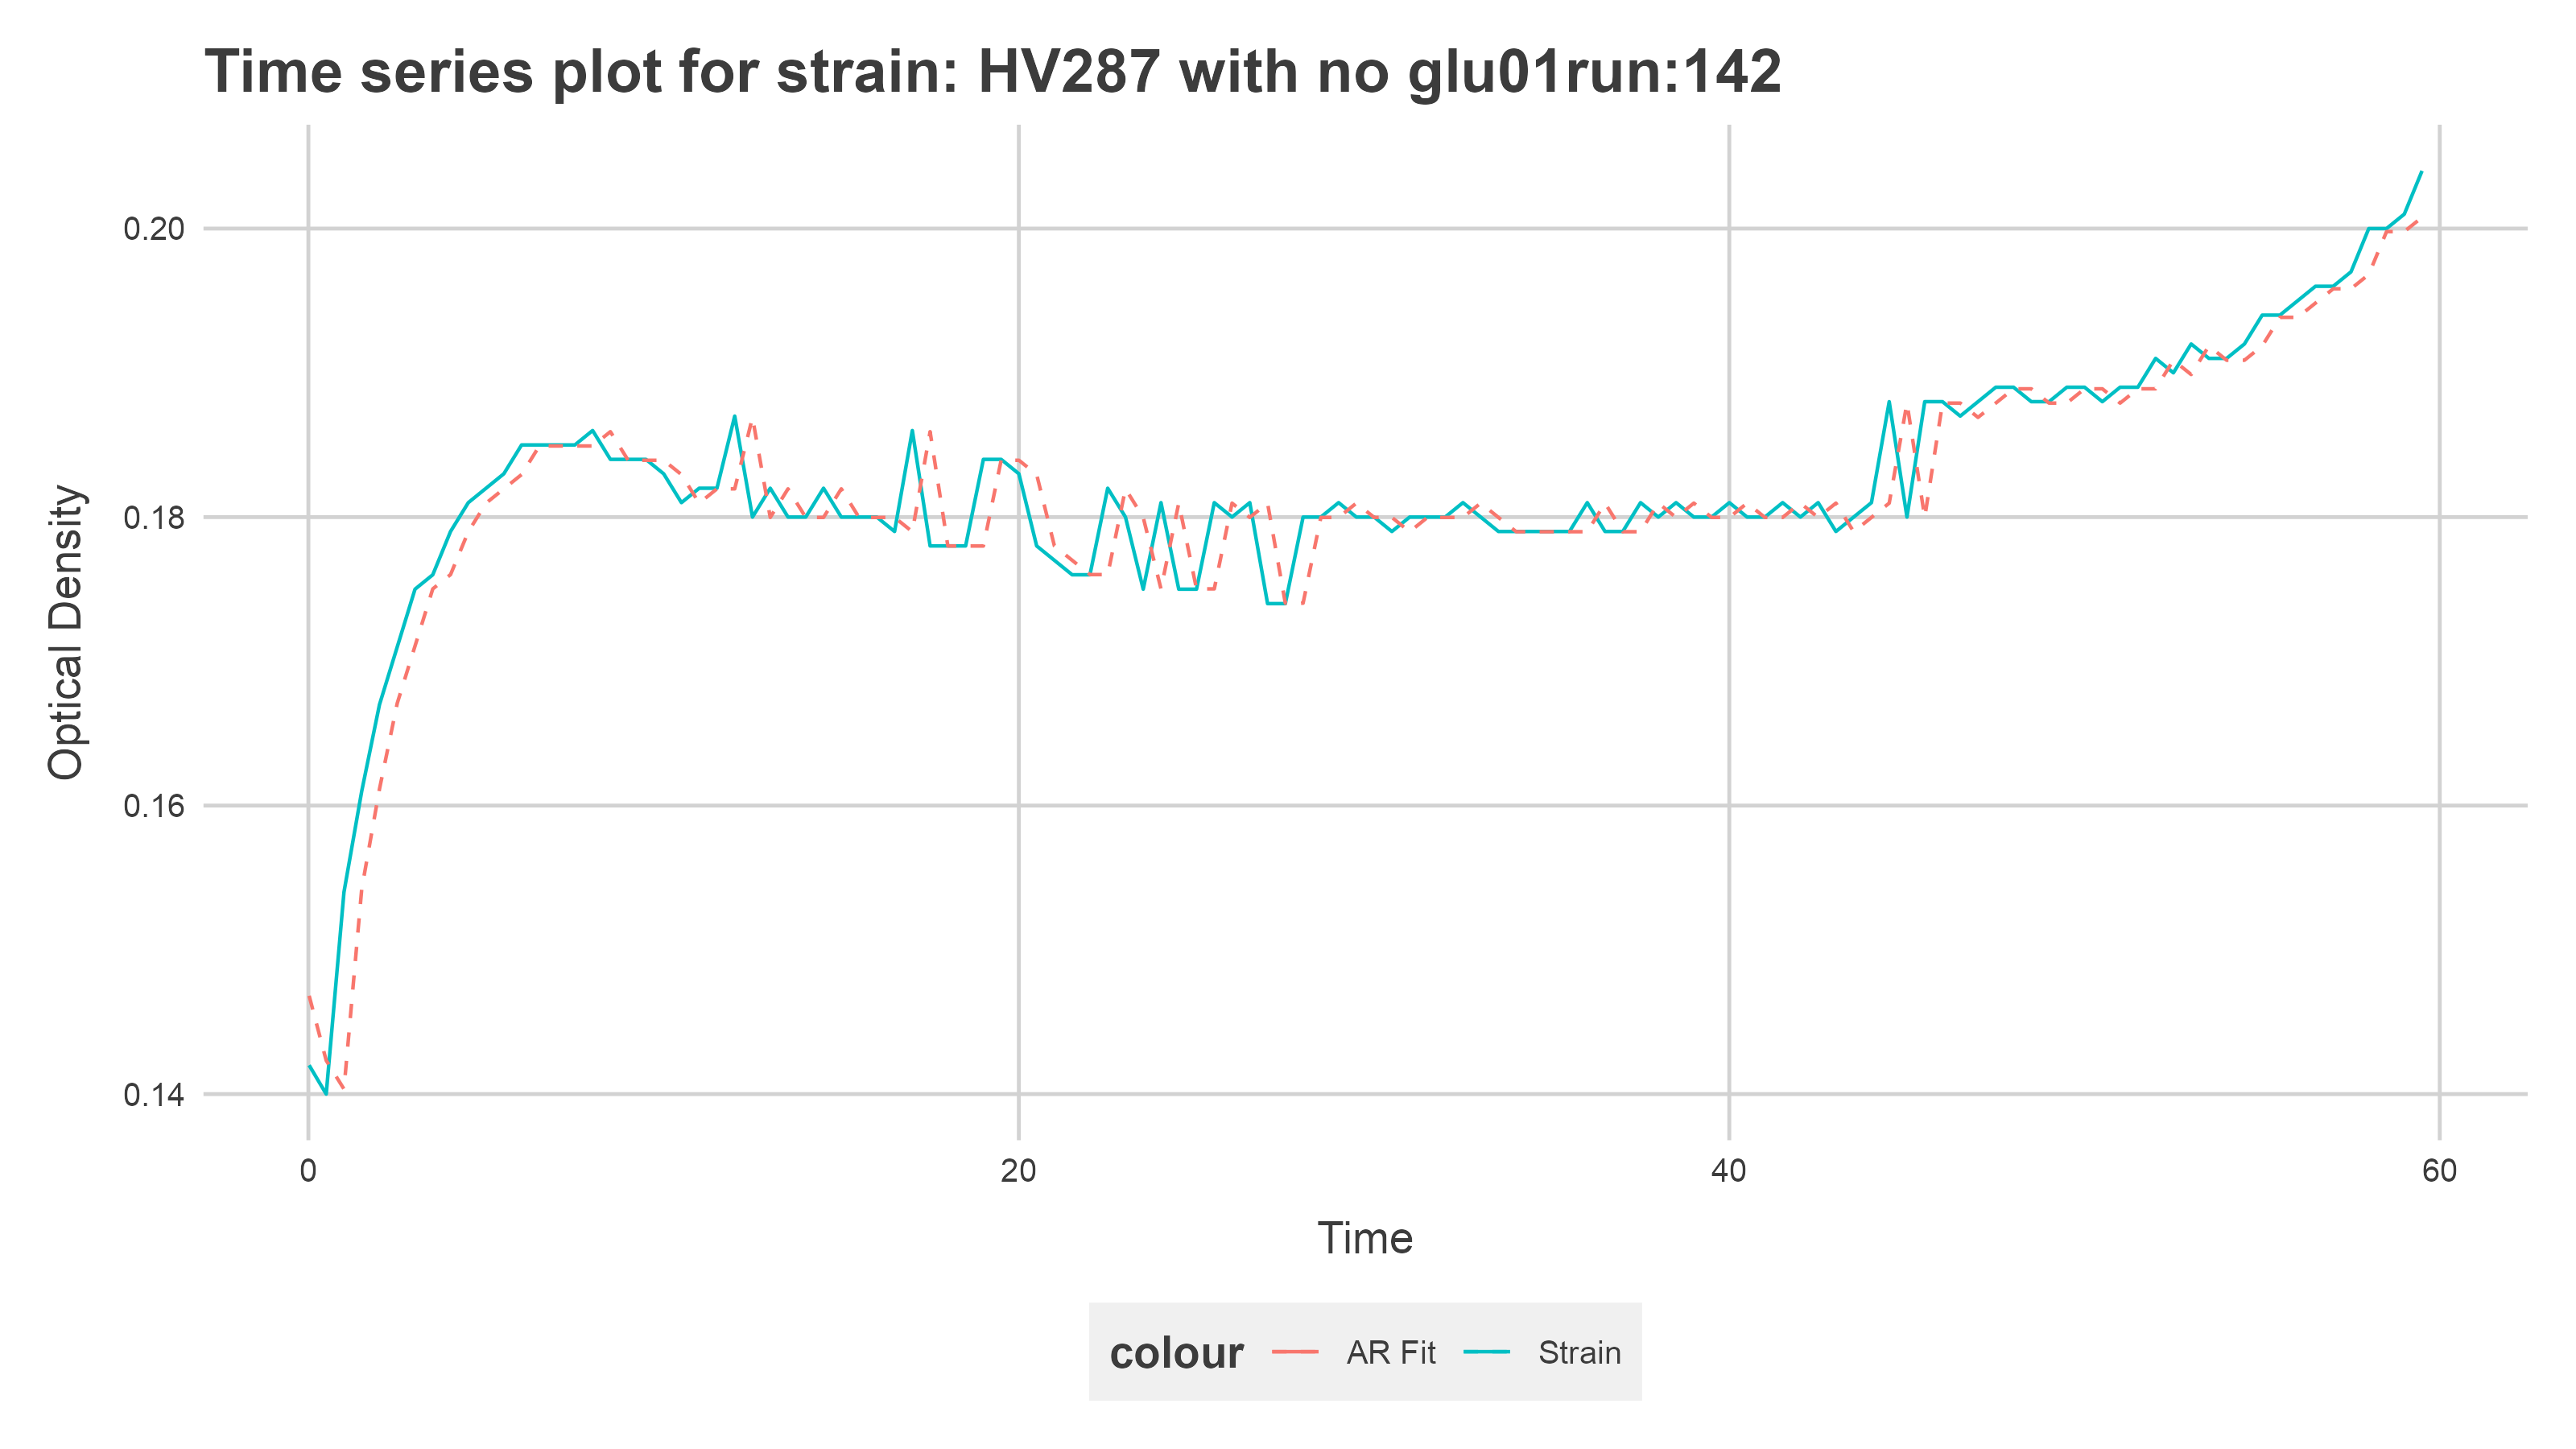 Time series plot for strain: HV287 with no glu01run:142
Optical Density
0.20
0.18
0.16
0.14
0 20 40 60
Time
colour AR Fit Strain